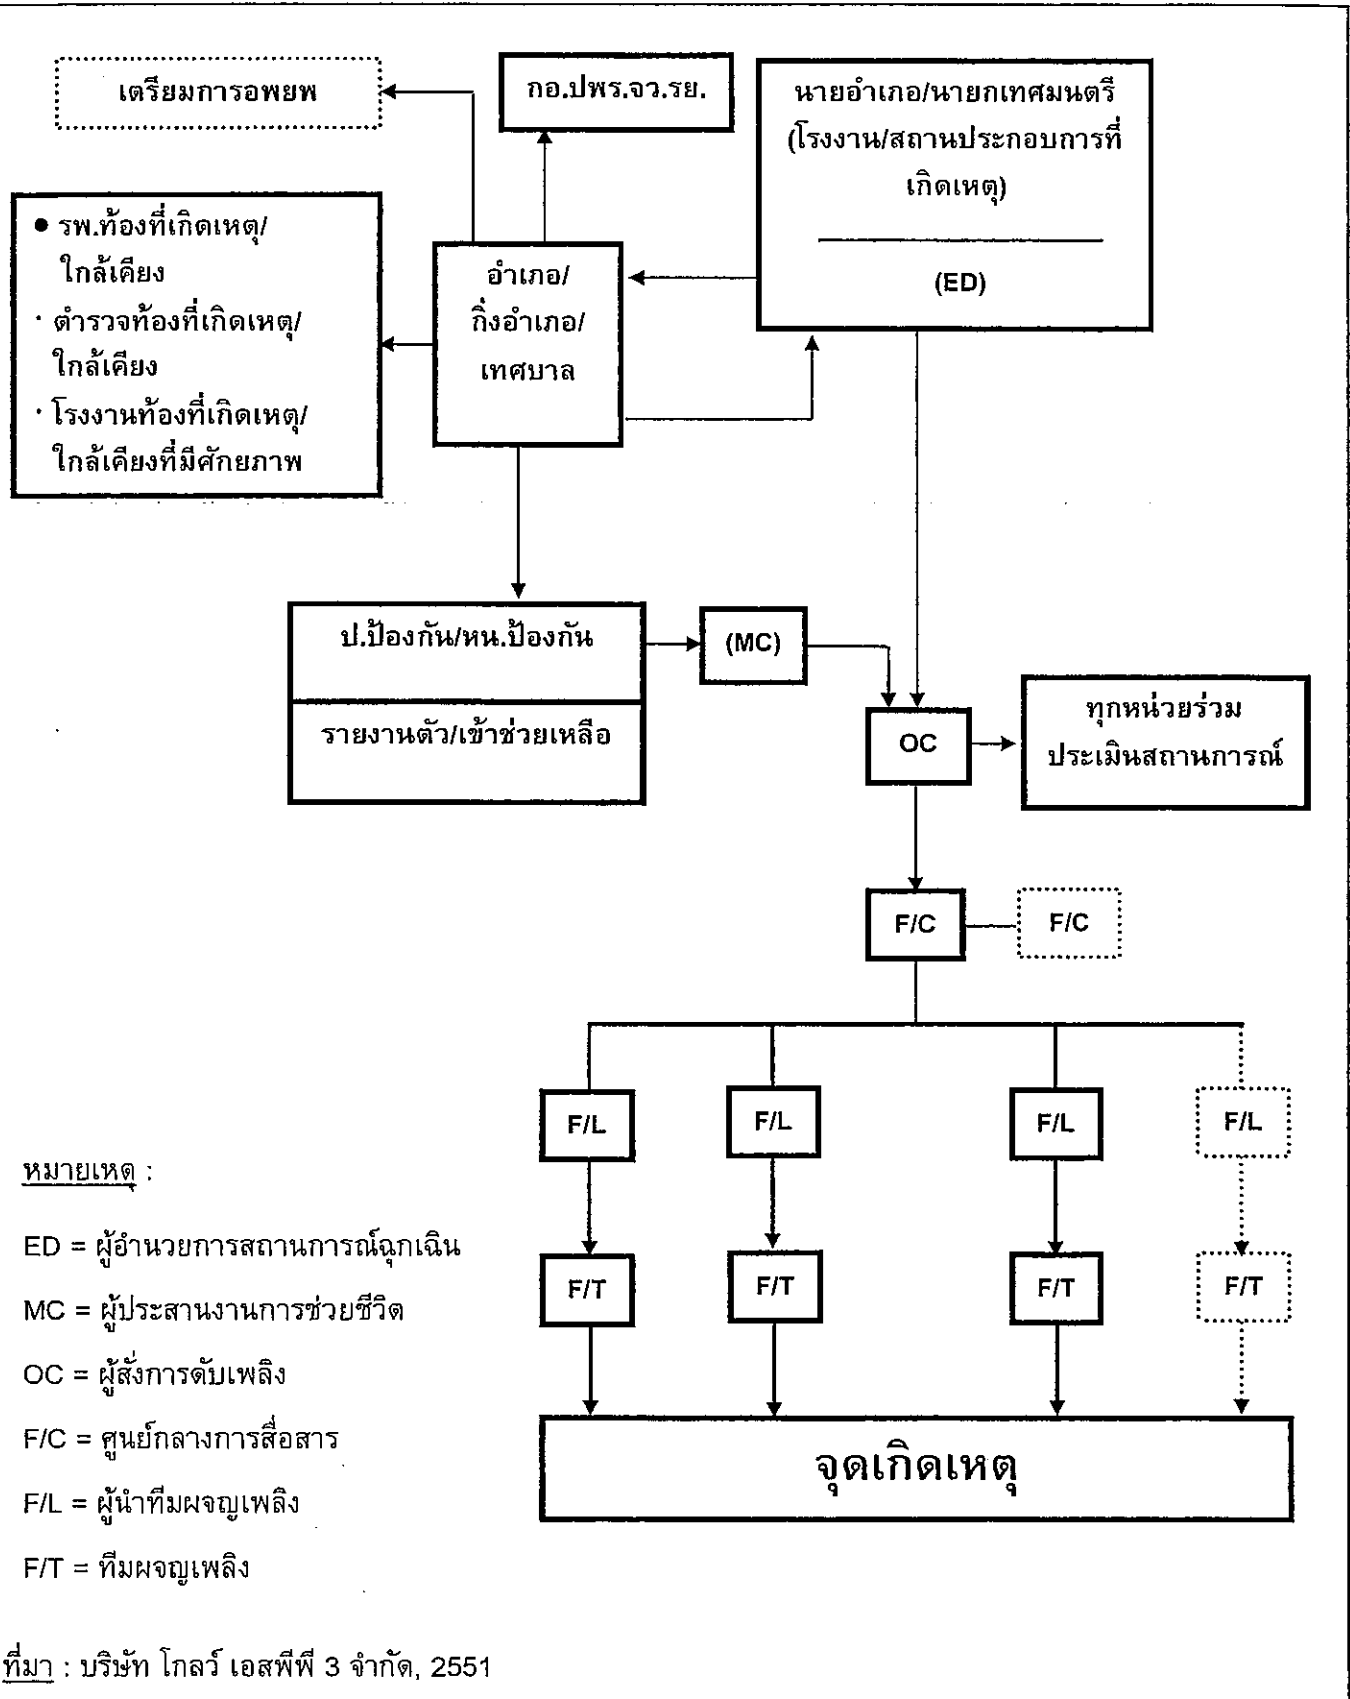 เตรียมการอพยพ
กอ.ปพร.จว.รย.
นายอำเภอ/นายกเทศมนตรี
(โรงงาน/สถานประกอบการที่
เกิดเหตุ)
(ED)
● รพ.ท้องที่เกิดเหตุ/
ใกล้เคียง
· ตำรวจท้องที่เกิดเหตุ/
ใกล้เคียง
· โรงงานท้องที่เกิดเหตุ/
ใกล้เคียงที่มีศักยภาพ
อำเภอ/
กิ่งอำเภอ/
เทศบาล
ป.ป้องกัน/หน.ป้องกัน
รายงานตัว/เข้าช่วยเหลือ
(MC)
OC
ทุกหน่วยร่วม
ประเมินสถานการณ์
F/C
F/C
F/L
F/L
F/L
F/L
F/T
F/T
F/T
F/T
จุดเกิดเหตุ
หมายเหตุ :
ED = ผู้อำนวยการสถานการณ์ฉุกเฉิน
MC = ผู้ประสานงานการช่วยชีวิต
OC = ผู้สั่งการดับเพลิง
F/C = ศูนย์กลางการสื่อสาร
F/L = ผู้นำทีมผจญเพลิง
F/T = ทีมผจญเพลิง
ที่มา : บริษัท โกลว์ เอสพีพี 3 จำกัด, 2551